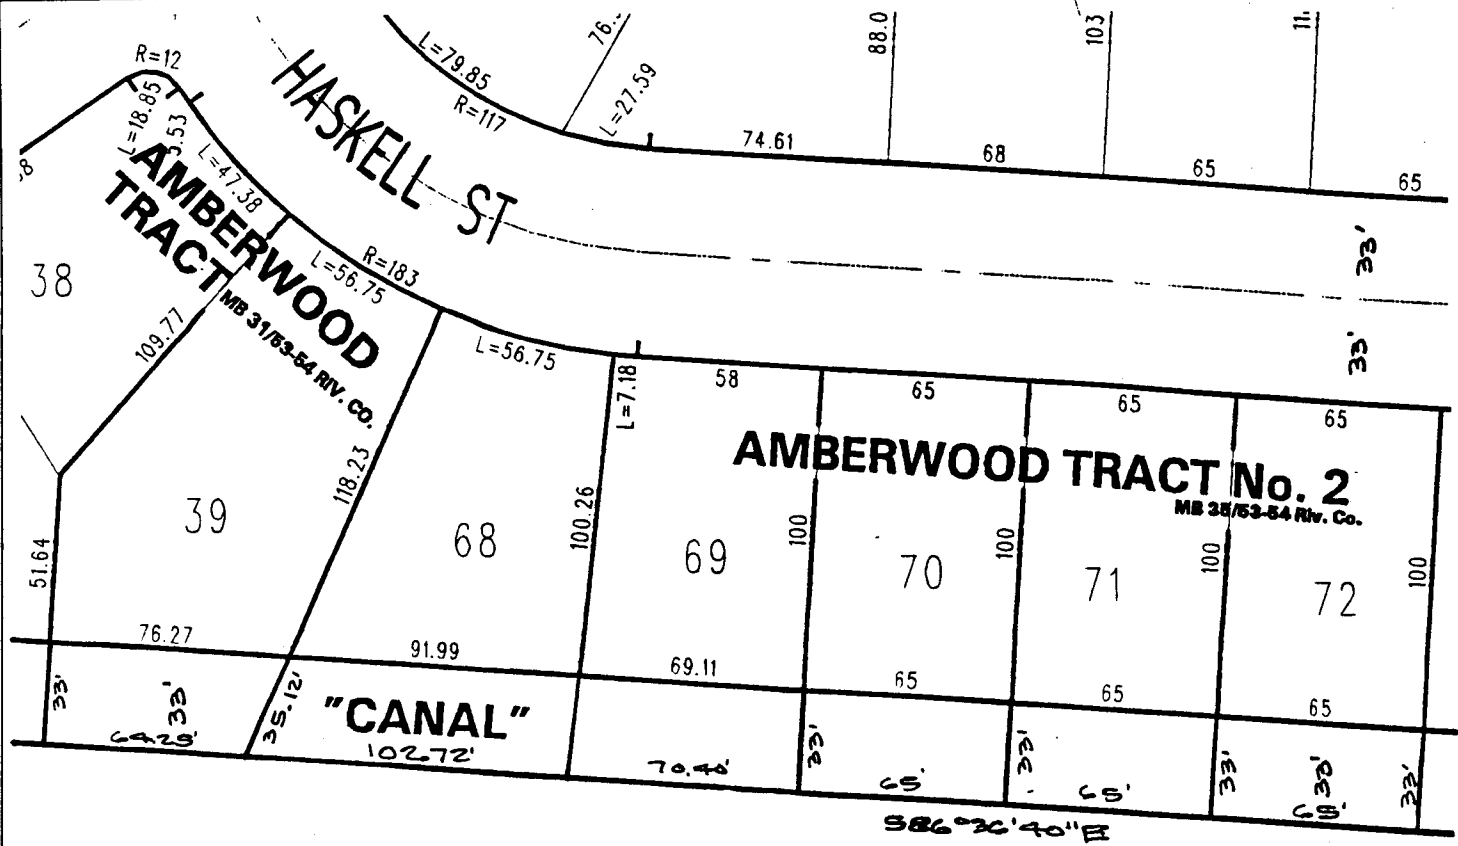 R=12
L=18.85
L=47.38
HASKELL ST
L=79.85
R=117
L=27.59
74.61
88.0
68
103
65
11.
65
33'
33'
AMBERWOOD
TRACT
MB 31/53-54 RIV. CO.
R=183
L=56.75
L=56.75
L=7.18
58
65
65
65
38
109.77
118.23
39
51.64
68
100.26
69
100
70
100
71
100
72
100
AMBERWOOD TRACT No. 2
MB 35/53-54 Riv. Co.
76.27
91.99
69.11
65
65
65
33'
33'
64.25'
35.12'
"CANAL"
102.72'
70.40'
33'
65'
33'
65'
33'
33'
65'
33'
S86°36'40"E